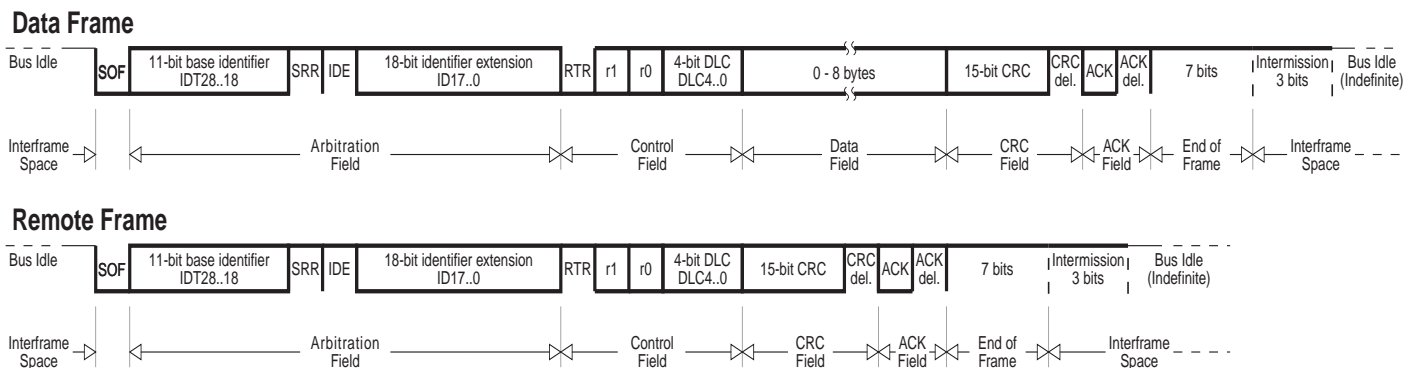 Data Frame
Bus Idle SOF 11-bit base identifier IDT28..18 SRR IDE 18-bit identifier extension ID17..0 RTR r1 r0 4-bit DLC DLC4..0 0 - 8 bytes 15-bit CRC CRC del. ACK ACK del. 7 bits Intermission 3 bits Bus Idle (Indefinite)
Interframe Space Arbitration Field Control Field Data Field CRC Field ACK Field End of Frame Interframe Space
Remote Frame
Bus Idle SOF 11-bit base identifier IDT28..18 SRR IDE 18-bit identifier extension ID17..0 RTR r1 r0 4-bit DLC DLC4..0 15-bit CRC CRC del. ACK ACK del. 7 bits Intermission 3 bits Bus Idle (Indefinite)
Interframe Space Arbitration Field Control Field CRC Field ACK Field End of Frame Interframe Space